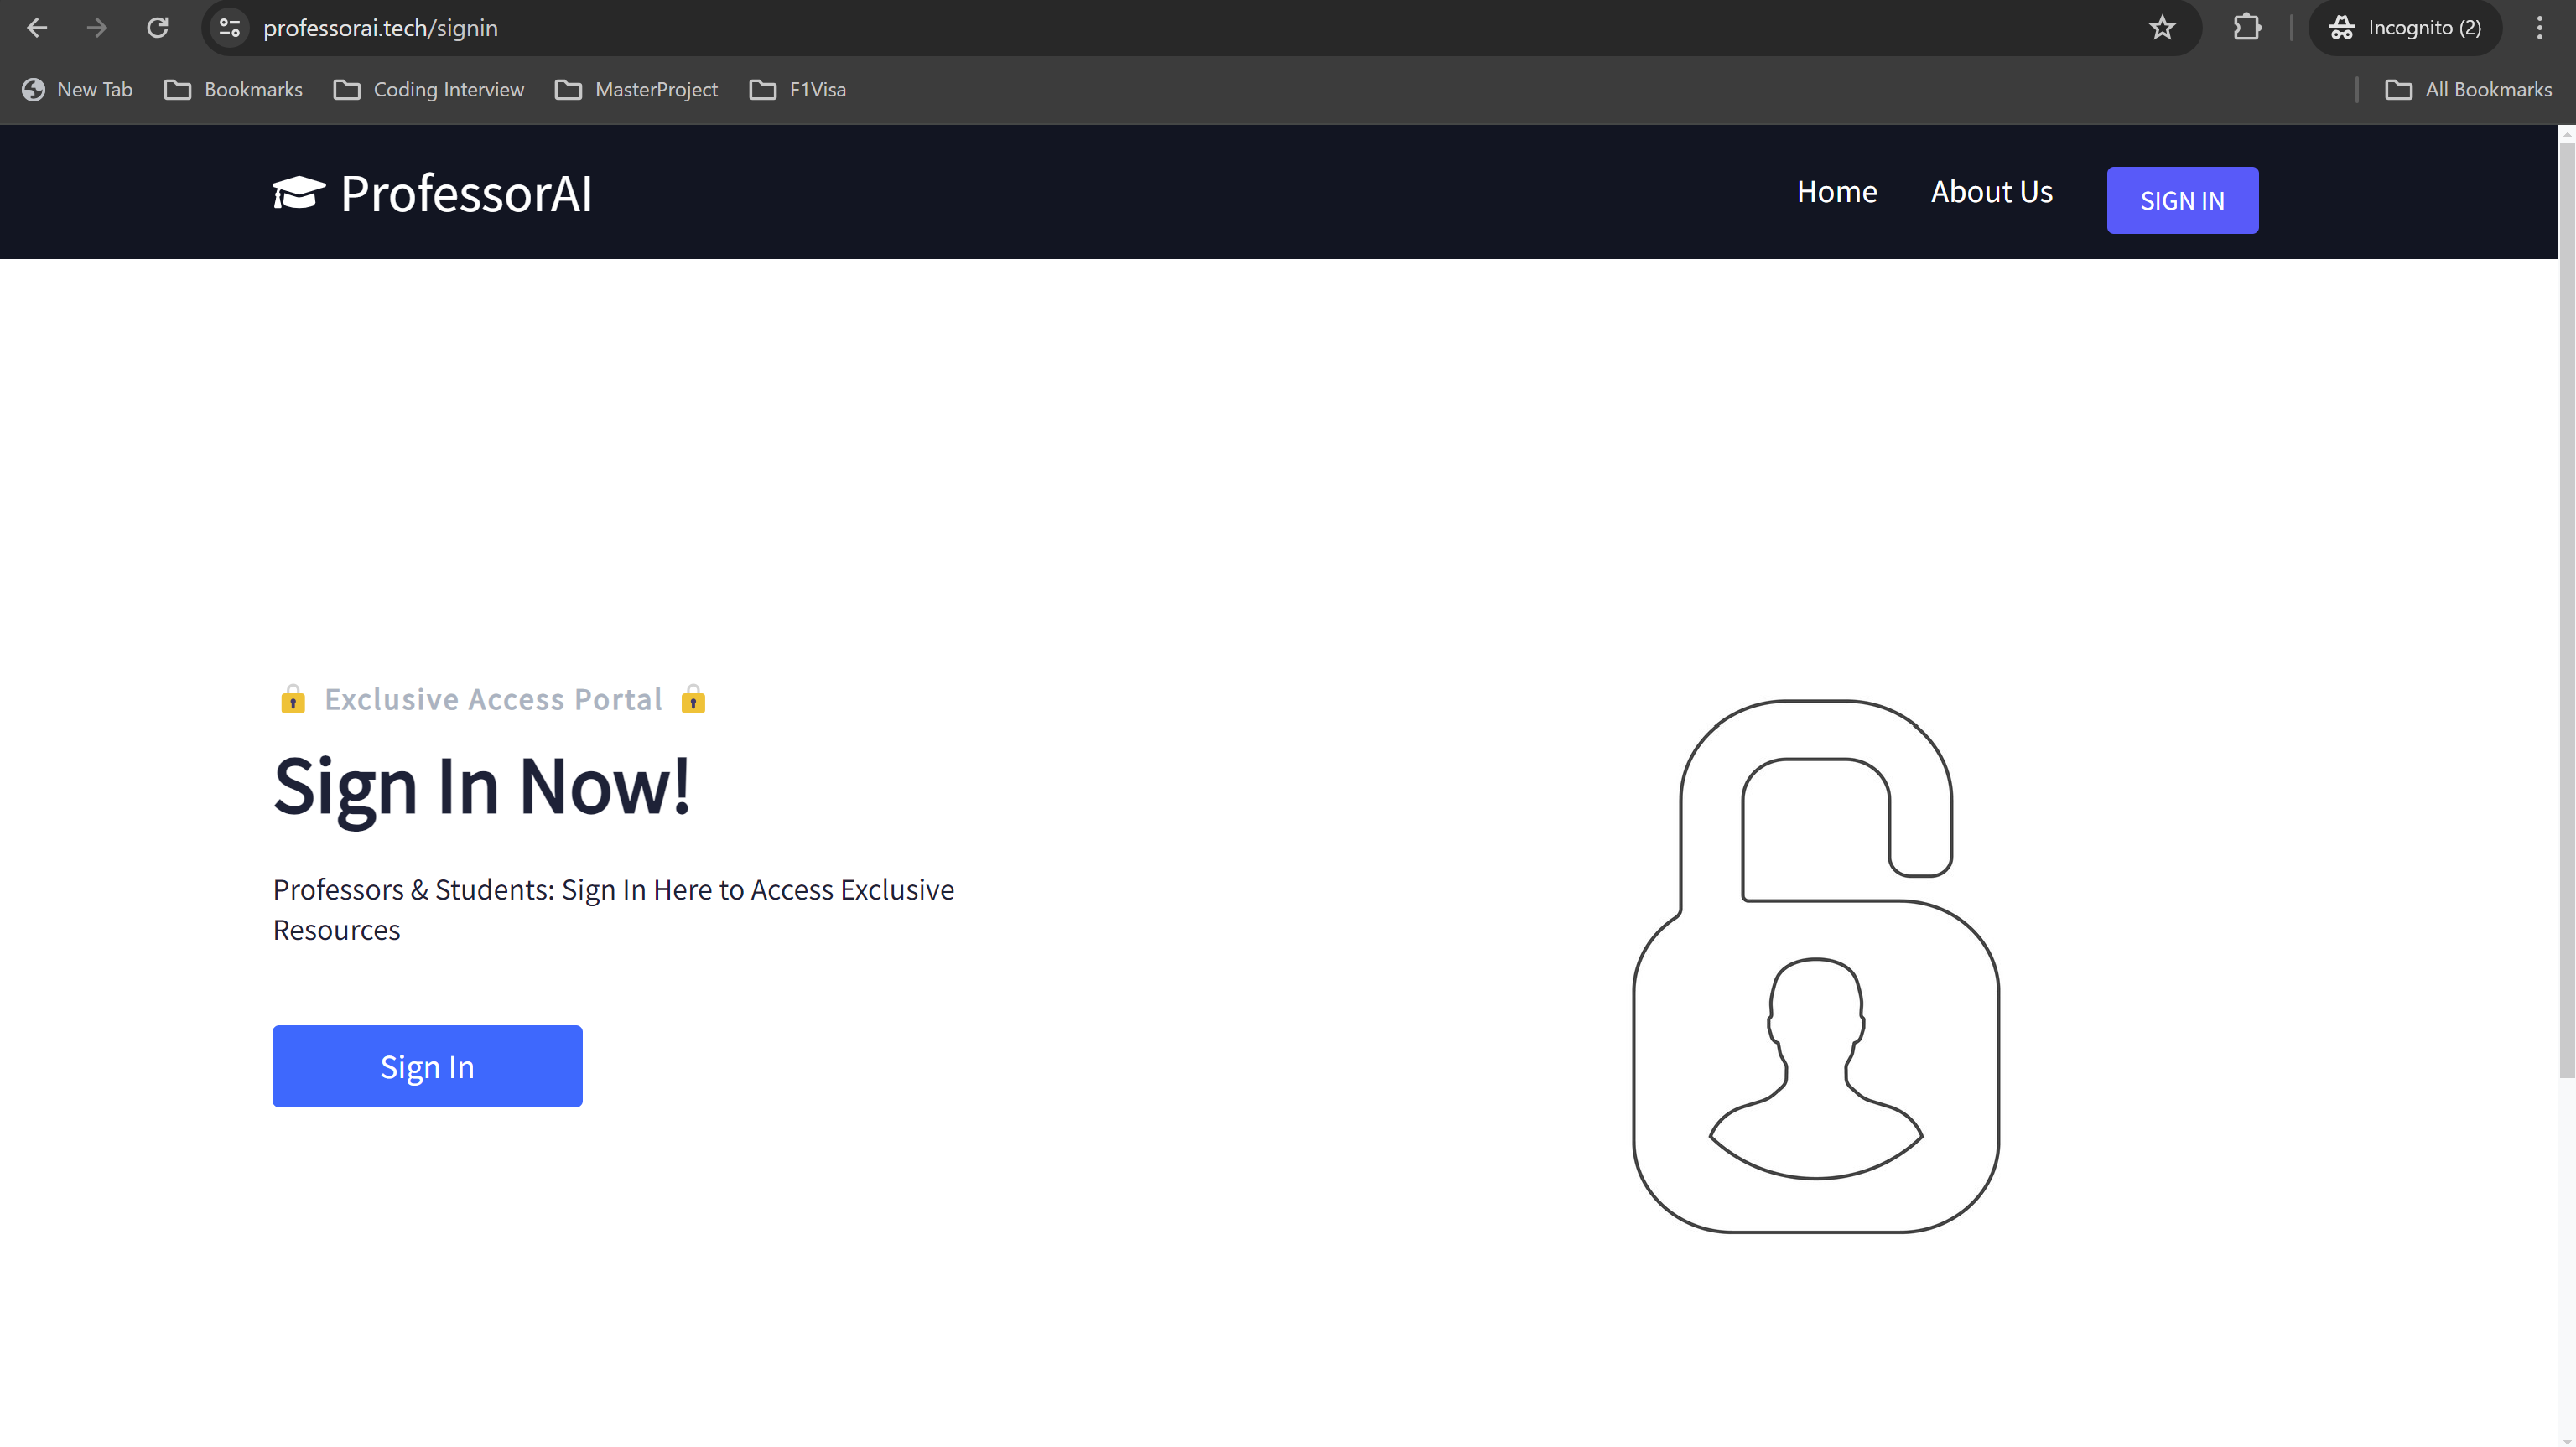 professorai.tech/signin
Incognito (2)
New Tab
Bookmarks
Coding Interview
MasterProject
F1Visa
All Bookmarks
ProfessorAI
Home
About Us
SIGN IN
Exclusive Access Portal
Sign In Now!
Professors & Students: Sign In Here to Access Exclusive
Resources
Sign In